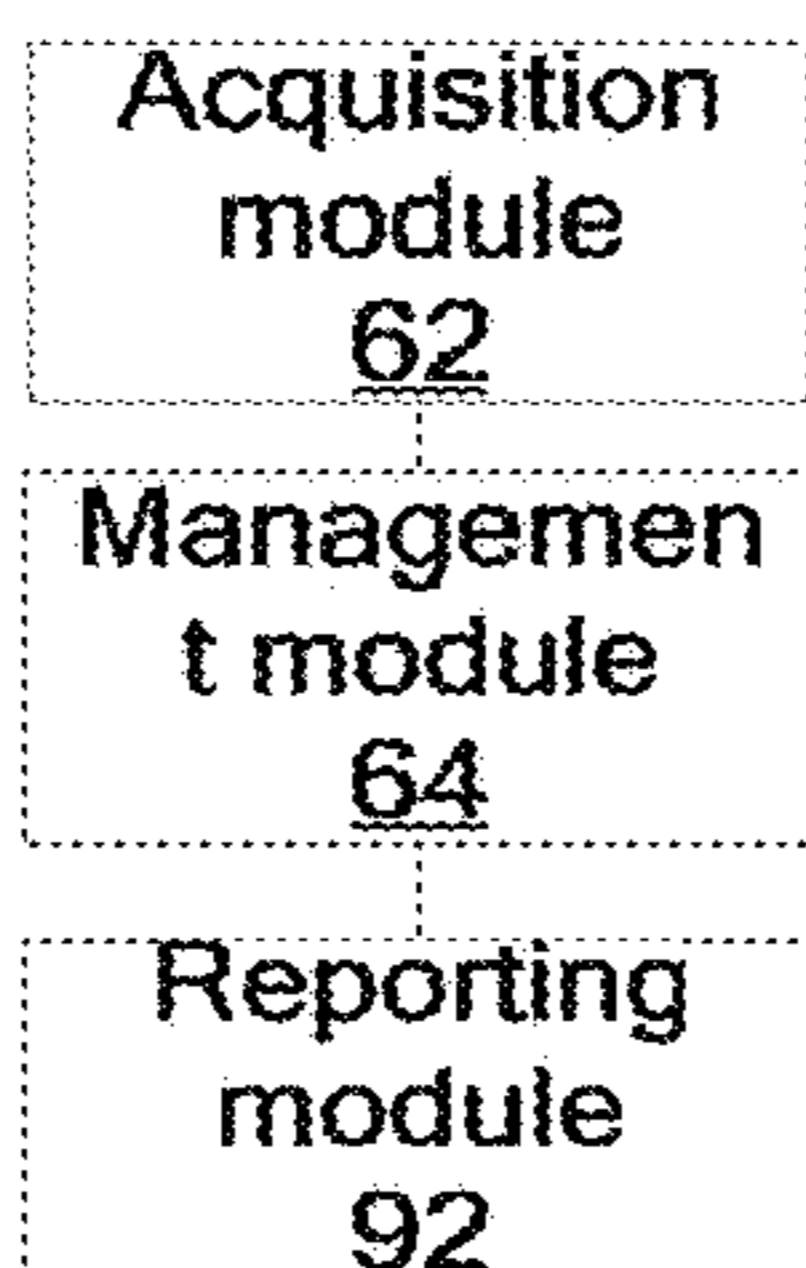 Acquisition
module
62
Managemen
t module
64
Reporting
module
92